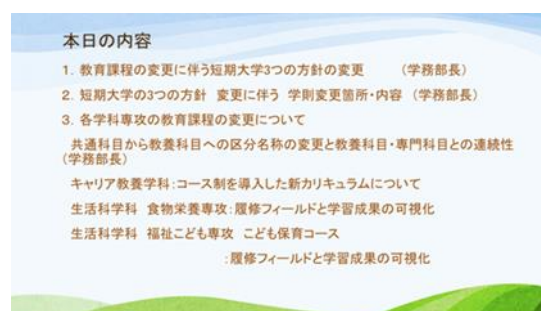 本日の内容
1. 教育課程の変更に伴う短期大学3つの方針の変更　　（学務部長）
2. 短期大学の3つの方針　変更に伴う　学則変更箇所・内容　（学務部長）
3. 各学科専攻の教育課程の変更について
共通科目から教養科目への区分名称の変更と教養科目・専門科目との連続性
（学務部長）
キャリア教養学科：コース制を導入した新カリキュラムについて
生活科学科　食物栄養専攻：履修フィールドと学習成果の可視化
生活科学科　福祉こども専攻　こども保育コース
：履修フィールドと学習成果の可視化